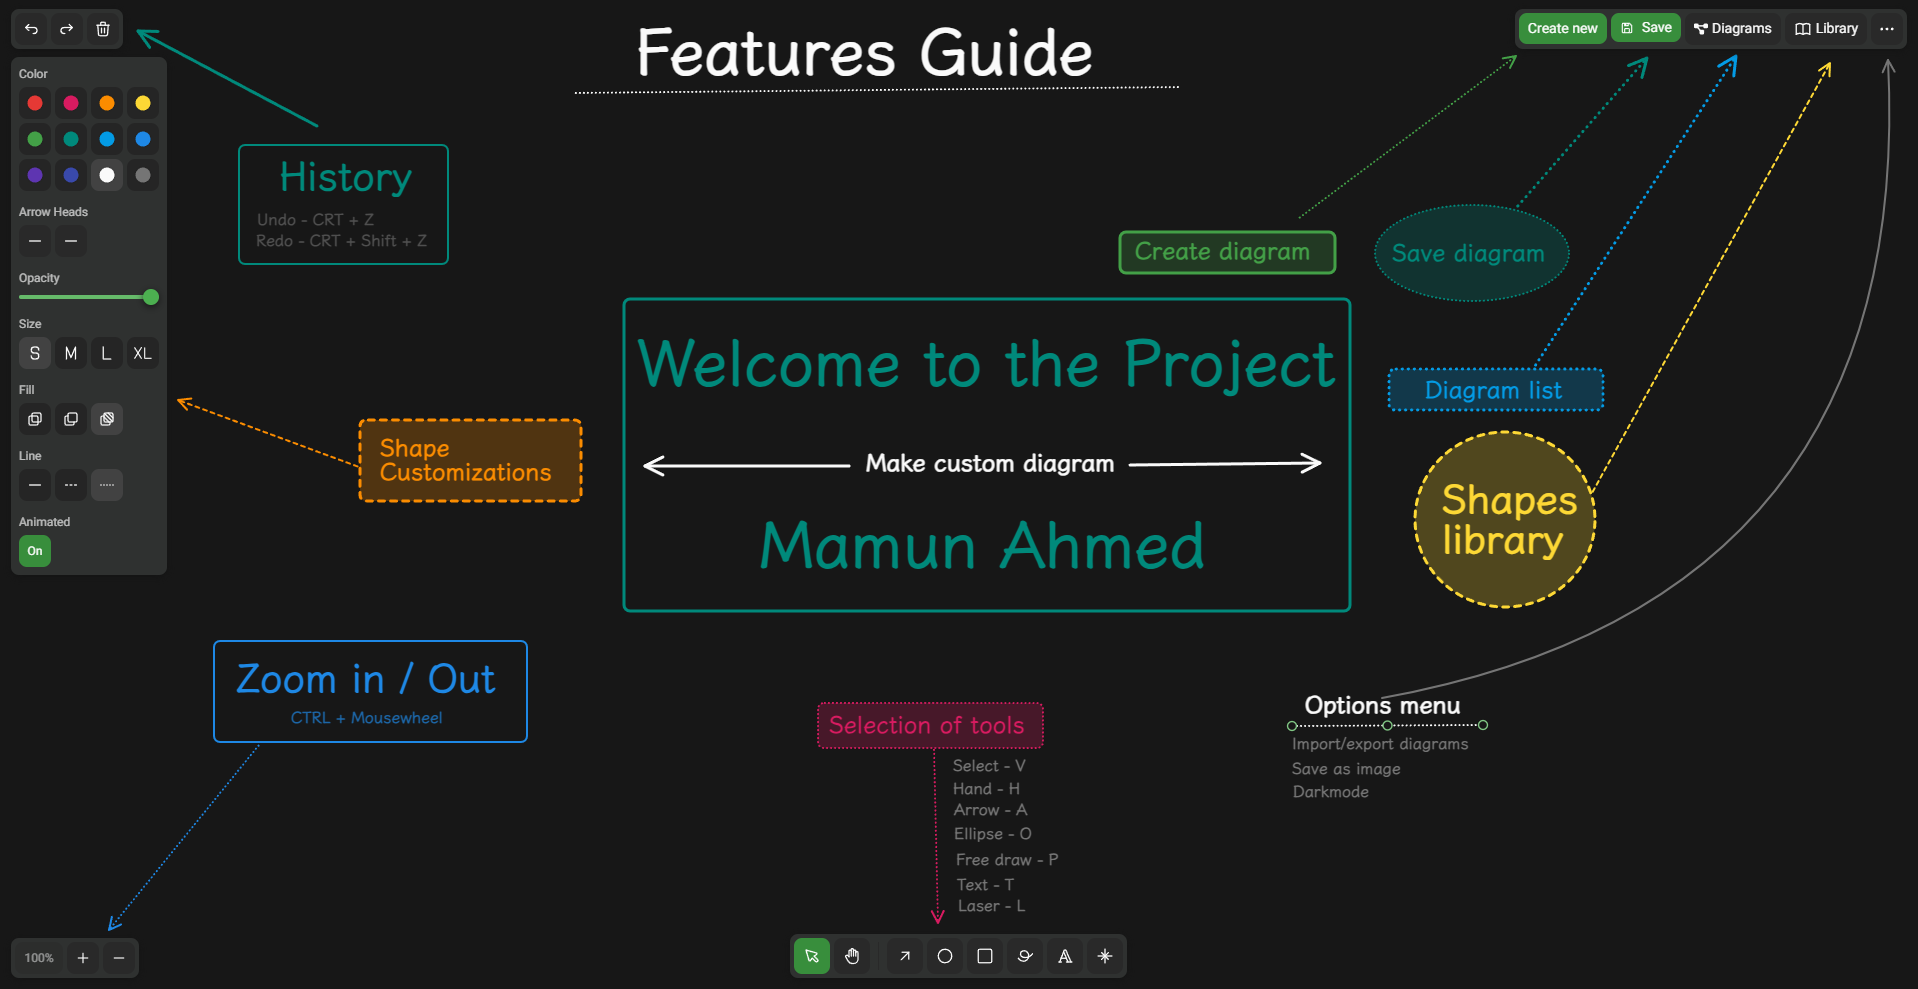 Features Guide
Create new
Save
Diagrams
Library
Color
Arrow Heads
Opacity
Size
S
M
L
XL
Fill
Line
Animated
On
History
Undo - CRT + Z
Redo - CRT + Shift + Z
Create diagram
Save diagram
Welcome to the Project
Make custom diagram
Mamun Ahmed
Diagram list
Shapes
library
Shape
Customizations
Zoom in / Out
CTRL + Mousewheel
Selection of tools
Select - V
Hand - H
Arrow - A
Ellipse - O
Free draw - P
Text - T
Laser - L
Options menu
Import/export diagrams
Save as image
Darkmode
100%